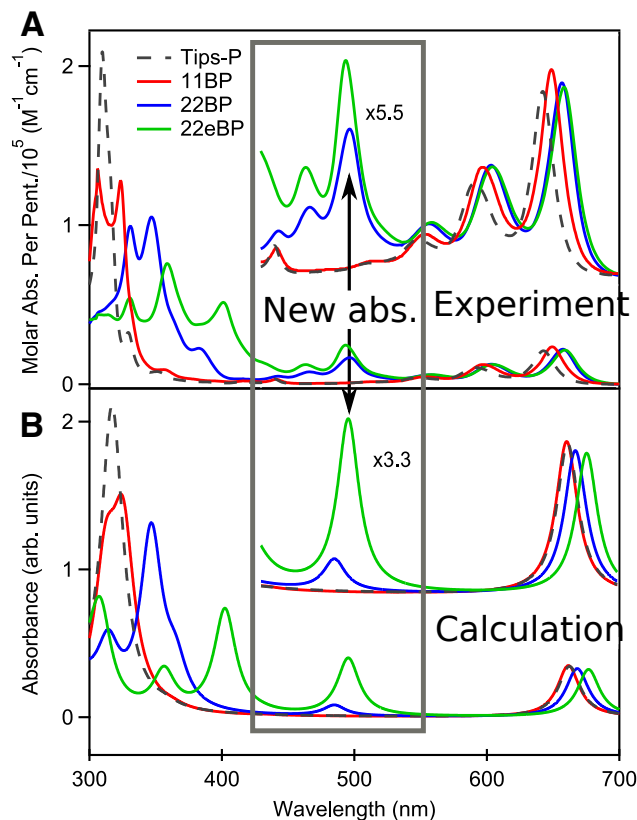 A
Tips-P
11BP
22BP
22eBP
x5.5
2
1
0
Molar Abs. Per Pent./10⁵ (M⁻¹cm⁻¹)
New abs.
Experiment
B
x3.3
2
1
0
Absorbance (arb. units)
Calculation
300
400
500
600
700
Wavelength (nm)